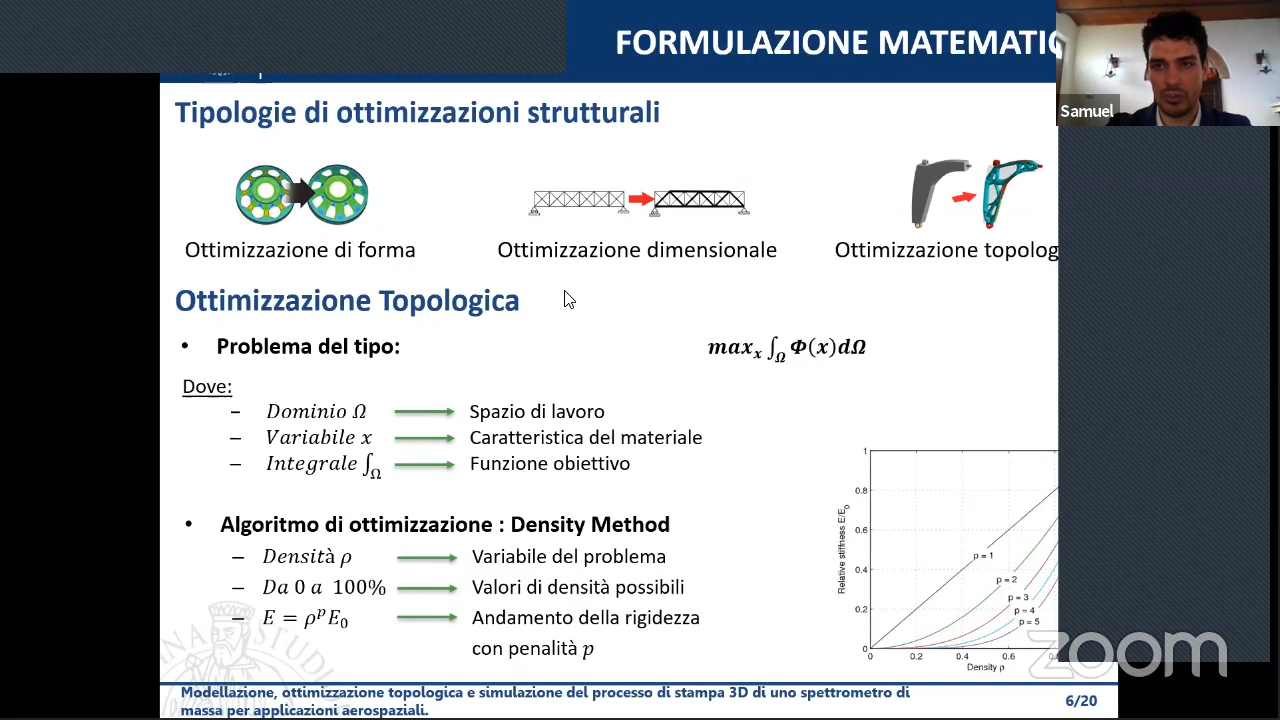 FORMULAZIONE MATEMATIC
Samuel
Tipologie di ottimizzazioni strutturali
Ottimizzazione di forma
Ottimizzazione dimensionale
Ottimizzazione topolog
Ottimizzazione Topologica
• Problema del tipo:
max_x ∫_Ω Φ(x)dΩ
Dove:
– Dominio Ω → Spazio di lavoro
– Variabile x → Caratteristica del materiale
– Integrale ∫_Ω → Funzione obiettivo
• Algoritmo di ottimizzazione : Density Method
– Densità ρ → Variabile del problema
– Da 0 a 100% → Valori di densità possibili
– E = ρ^p E_0 → Andamento della rigidezza
con penalità p
Relative stiffness E/E_0
1
0.8
0.6
0.4
0.2
0
p = 1
p = 2
p = 3
p = 4
p = 5
0 0.2 0.4 0.6 0.8
Density ρ
zoom
Modellazione, ottimizzazione topologica e simulazione del processo di stampa 3D di uno spettrometro di
massa per applicazioni aerospaziali.
6/20